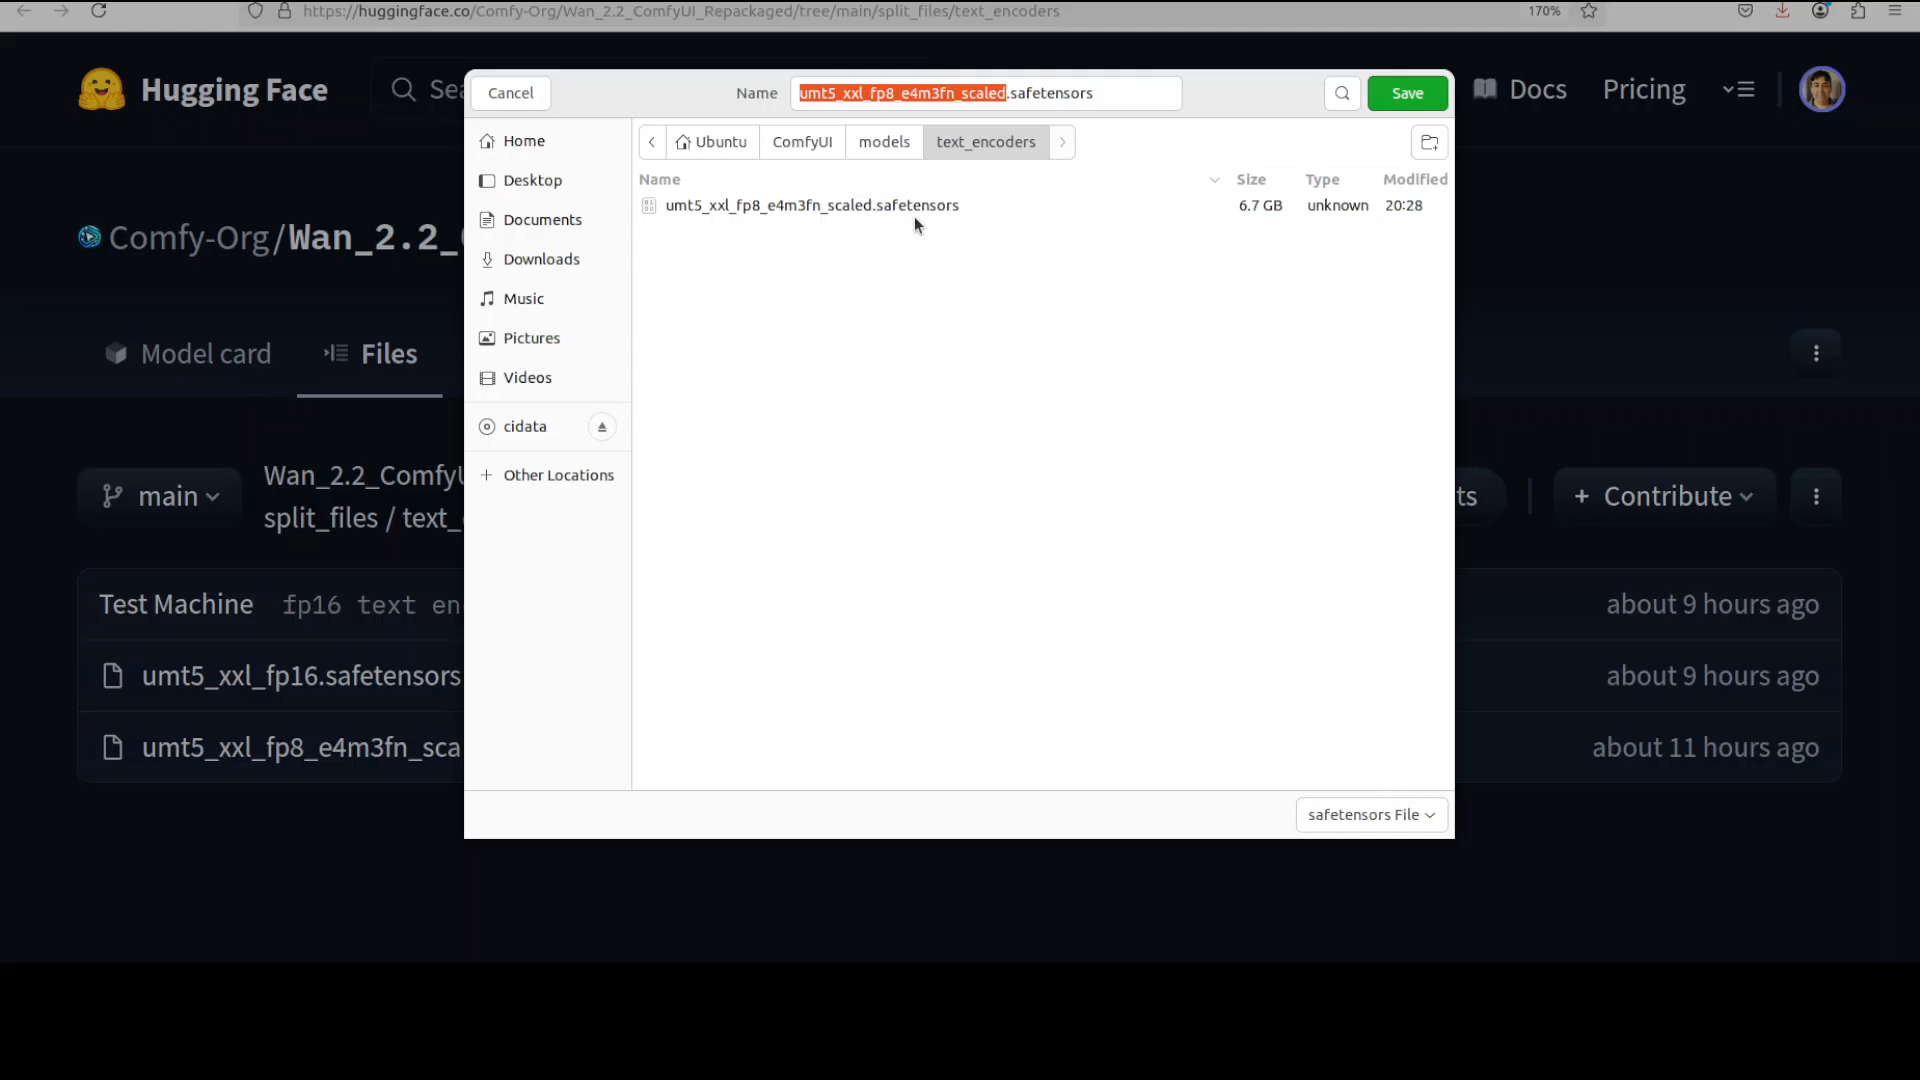 https://huggingface.co/Comfy-Org/Wan_2.2_ComfyUI_Repackaged/tree/main/split_files/text_encoders
170%
Hugging Face
Sea
Docs
Pricing
Cancel
Name
umt5_xxl_fp8_e4m3fn_scaled.safetensors
Save
Home
Desktop
Documents
Downloads
Music
Pictures
Videos
cidata
Other Locations
Ubuntu
ComfyUI
models
text_encoders
Name
Size
Type
Modified
umt5_xxl_fp8_e4m3fn_scaled.safetensors
6.7 GB
unknown
20:28
safetensors File
Comfy-Org/Wan_2.2_
Model card
Files
main
Wan_2.2_ComfyU
split_files / text_
ts
+ Contribute
Test Machine
fp16 text en
about 9 hours ago
umt5_xxl_fp16.safetensors
about 9 hours ago
umt5_xxl_fp8_e4m3fn_sca
about 11 hours ago